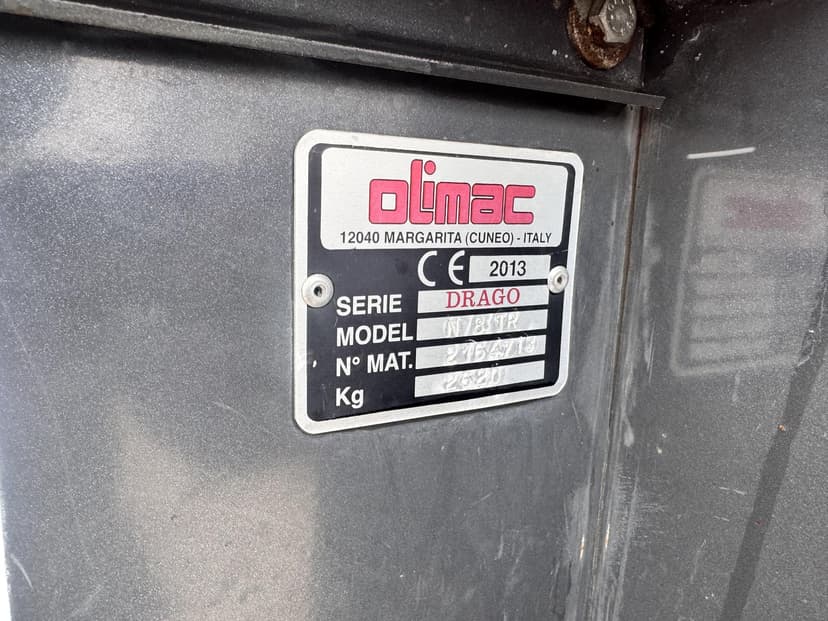 olimac
12040 MARGARITA (CUNEO) - ITALY
CE 2013
SERIE DRAGO
MODEL
N° MAT.
Kg